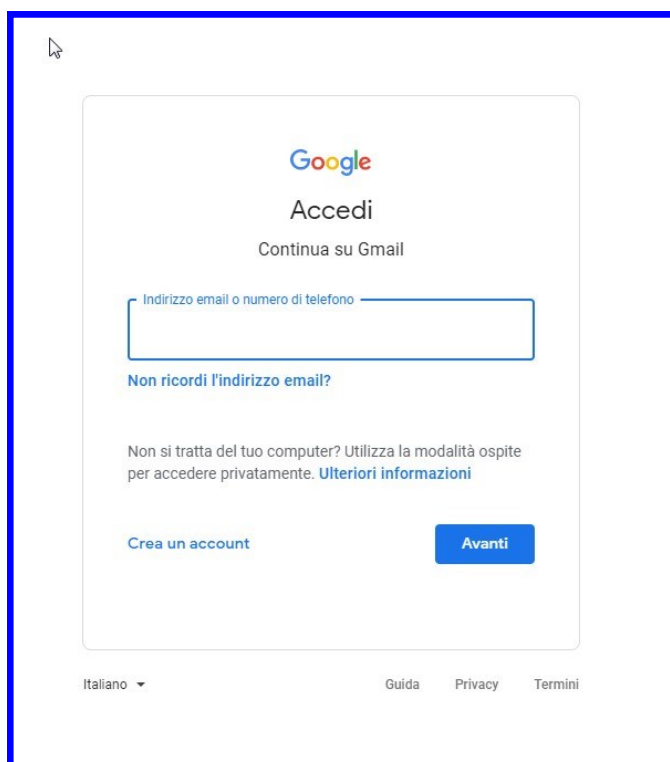 Google
Accedi
Continua su Gmail
Indirizzo email o numero di telefono
Non ricordi l'indirizzo email?
Non si tratta del tuo computer? Utilizza la modalità ospite
per accedere privatamente. Ulteriori informazioni
Crea un account
Avanti
Italiano
Guida
Privacy
Termini